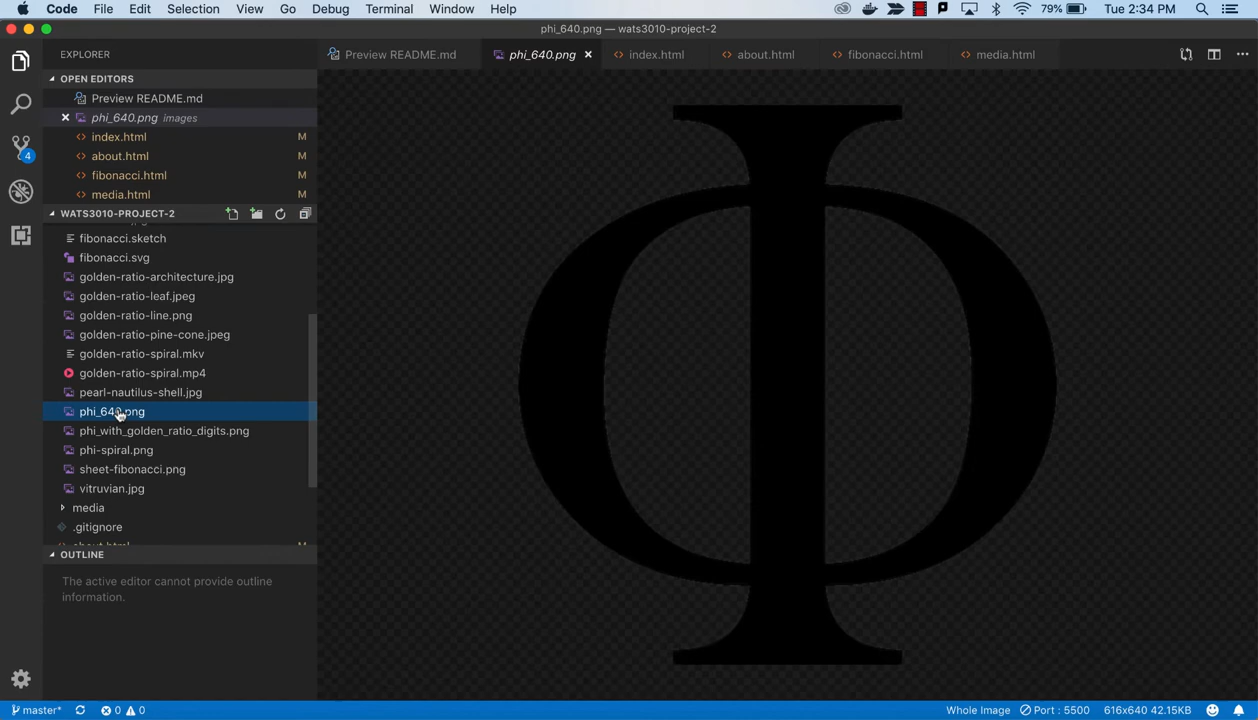 Code File Edit Selection View Go Debug Terminal Window Help 79% Tue 2:34 PM
phi_640.png — wats3010-project-2
EXPLORER
Preview README.md phi_640.png index.html about.html fibonacci.html media.html
OPEN EDITORS
Preview README.md
phi_640.png images
index.html M
about.html M
fibonacci.html M
media.html M
WATS3010-PROJECT-2
fibonacci.sketch
fibonacci.svg
golden-ratio-architecture.jpg
golden-ratio-leaf.jpeg
golden-ratio-line.png
golden-ratio-pine-cone.jpeg
golden-ratio-spiral.mkv
golden-ratio-spiral.mp4
pearl-nautilus-shell.jpg
phi_640.png
phi_with_golden_ratio_digits.png
phi-spiral.png
sheet-fibonacci.png
vitruvian.jpg
media
.gitignore
OUTLINE
The active editor cannot provide outline
information.
4
Φ
master* 0 0 Whole Image Port : 5500 616x640 42.15KB